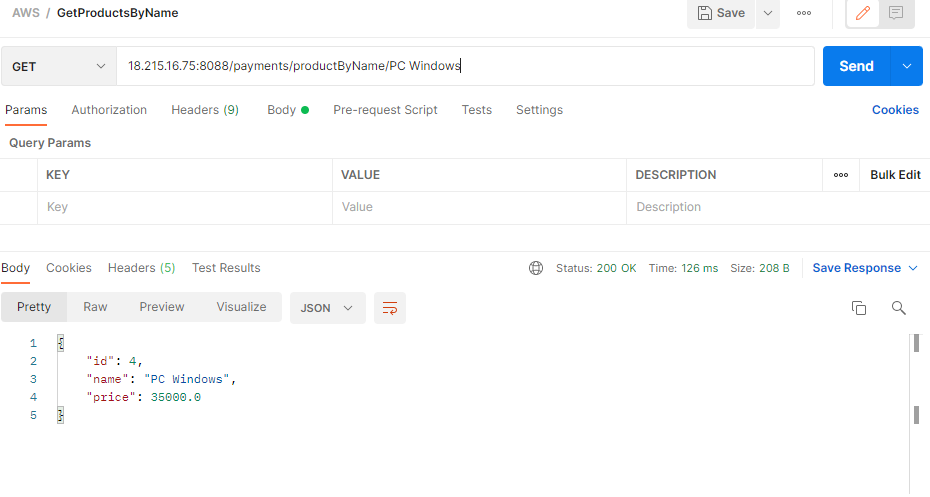 AWS / GetProductsByName
Save
GET 18.215.16.75:8088/payments/productByName/PC Windows Send
Params Authorization Headers (9) Body Pre-request Script Tests Settings Cookies
Query Params
KEY VALUE DESCRIPTION Bulk Edit
Key Value Description
Body Cookies Headers (5) Test Results Status: 200 OK Time: 126 ms Size: 208 B Save Response
Pretty Raw Preview Visualize JSON
1 {
2 "id": 4,
3 "name": "PC Windows",
4 "price": 35000.0
5 }